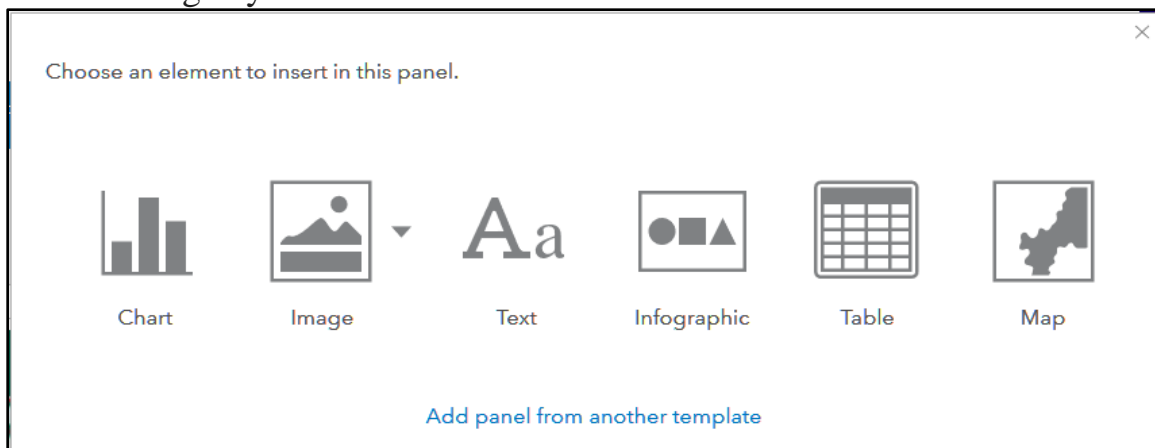 Choose an element to insert in this panel.
Aa
Chart Image Text Infographic Table Map
Add panel from another template